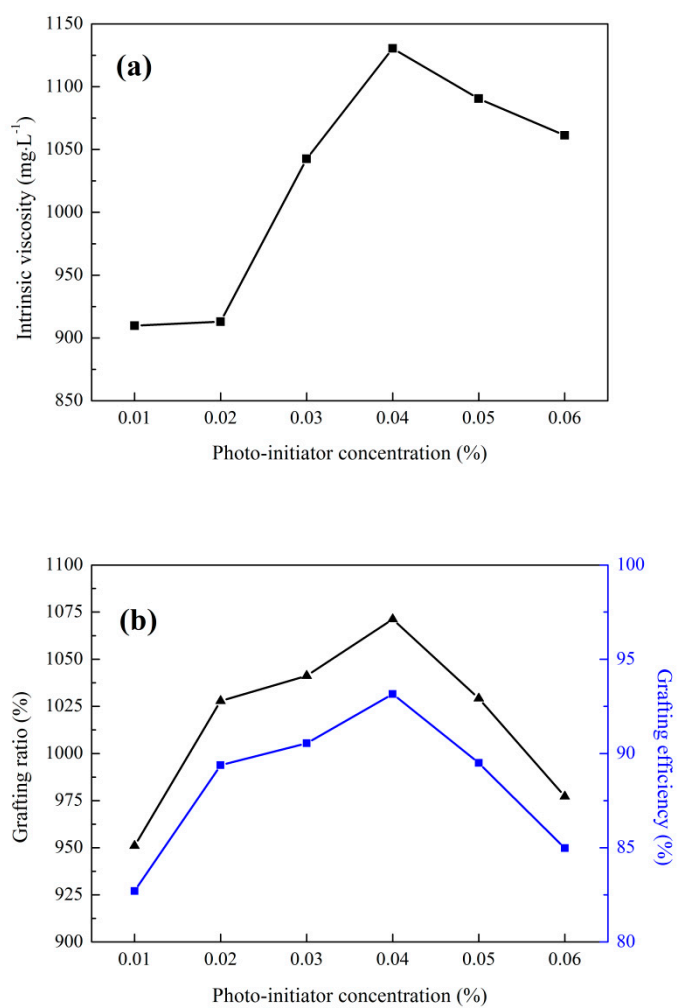 1150
1100
1050
1000
950
900
850
Intrinsic viscosity (mg·L⁻¹)
(a)
0.01 0.02 0.03 0.04 0.05 0.06
Photo-initiator concentration (%)
1100
1075
1050
1025
1000
975
950
925
900
Grafting ratio (%)
(b)
100
95
90
85
80
Grafting efficiency (%)
0.01 0.02 0.03 0.04 0.05 0.06
Photo-initiator concentration (%)